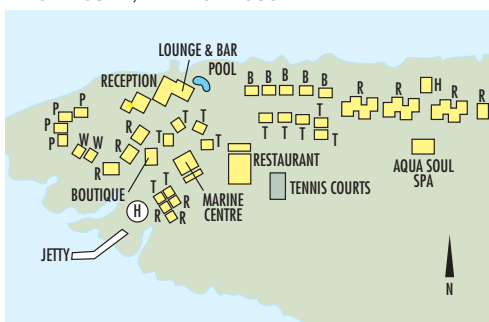 LOUNGE & BAR
POOL
RECEPTION
B B B B B
R R H R R
P P P P
W W
R R R
T T T T
T T T T T
BOUTIQUE
MARINE
CENTRE
RESTAURANT
TENNIS COURTS
AQUA SOUL
SPA
T T
R R R
H
JETTY
N